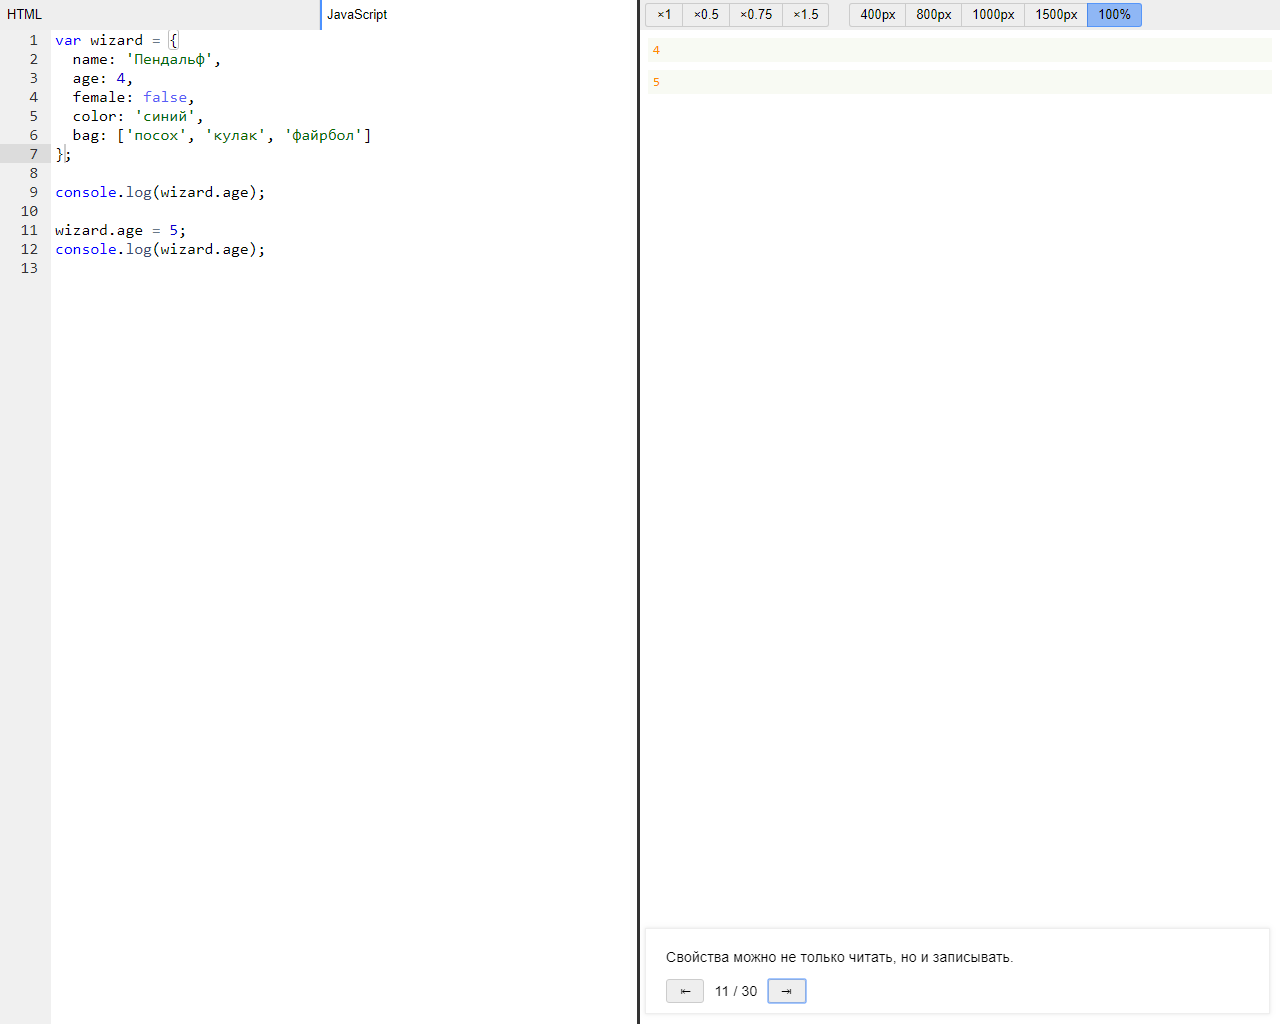 HTML
JavaScript
×1 ×0.5 ×0.75 ×1.5 400px 800px 1000px 1500px 100%
1 var wizard = {
2   name: 'Пендальф',
3   age: 4,
4   female: false,
5   color: 'синий',
6   bag: ['посох', 'кулак', 'файрбол']
7 };
8
9 console.log(wizard.age);
10
11 wizard.age = 5;
12 console.log(wizard.age);
13
4
5
Свойства можно не только читать, но и записывать.
⇤ 11 / 30 ⇥